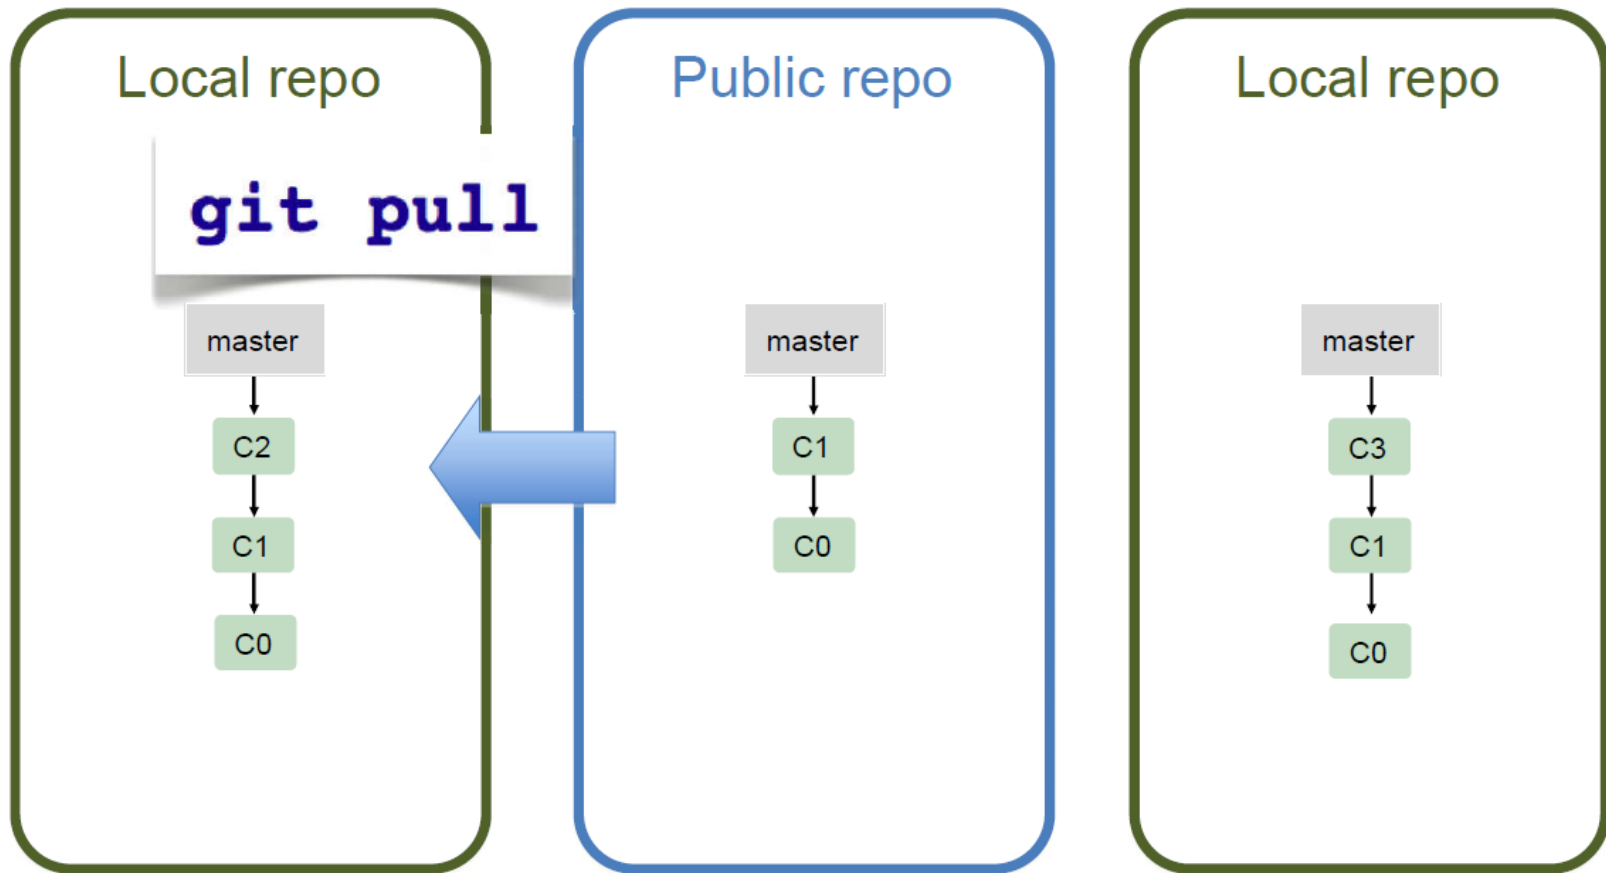 Local repo
git pull
master
C2
C1
C0
Public repo
master
C1
C0
Local repo
master
C3
C1
C0